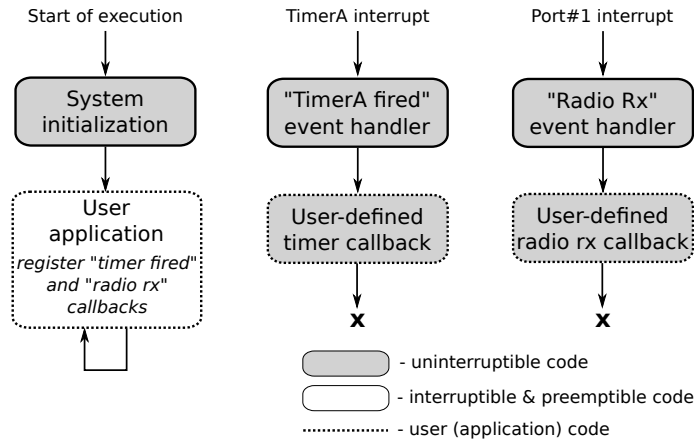 Start of execution
System
initialization
User
application
register "timer fired"
and "radio rx"
callbacks
TimerA interrupt
"TimerA fired"
event handler
User-defined
timer callback
x
Port#1 interrupt
"Radio Rx"
event handler
User-defined
radio rx callback
x
- uninterruptible code
- interruptible & preemptible code
- user (application) code